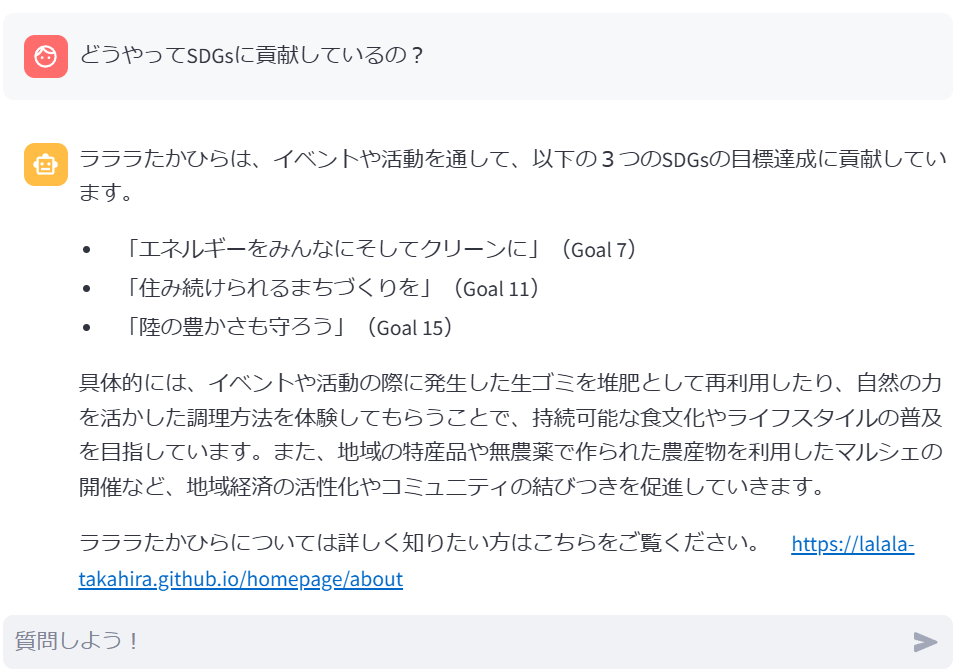 どうやってSDGsに貢献しているの？
ラララたかひらは、イベントや活動を通して、以下の３つのSDGsの目標達成に貢献してい
ます。
• 「エネルギーをみんなにそしてクリーンに」（Goal 7）
• 「住み続けられるまちづくりを」（Goal 11）
• 「陸の豊かさも守ろう」（Goal 15）
具体的には、イベントや活動の際に発生した生ゴミを堆肥として再利用したり、自然の力
を活かした調理方法を体験してもらうことで、持続可能な食文化やライフスタイルの普及
を目指しています。また、地域の特産品や無農薬で作られた農産物を利用したマルシェの
開催など、地域経済の活性化やコミュニティの結びつきを促進していきます。
ラララたかひらについては詳しく知りたい方はこちらをご覧ください。　https://lalala-
takahira.github.io/homepage/about
質問しよう！